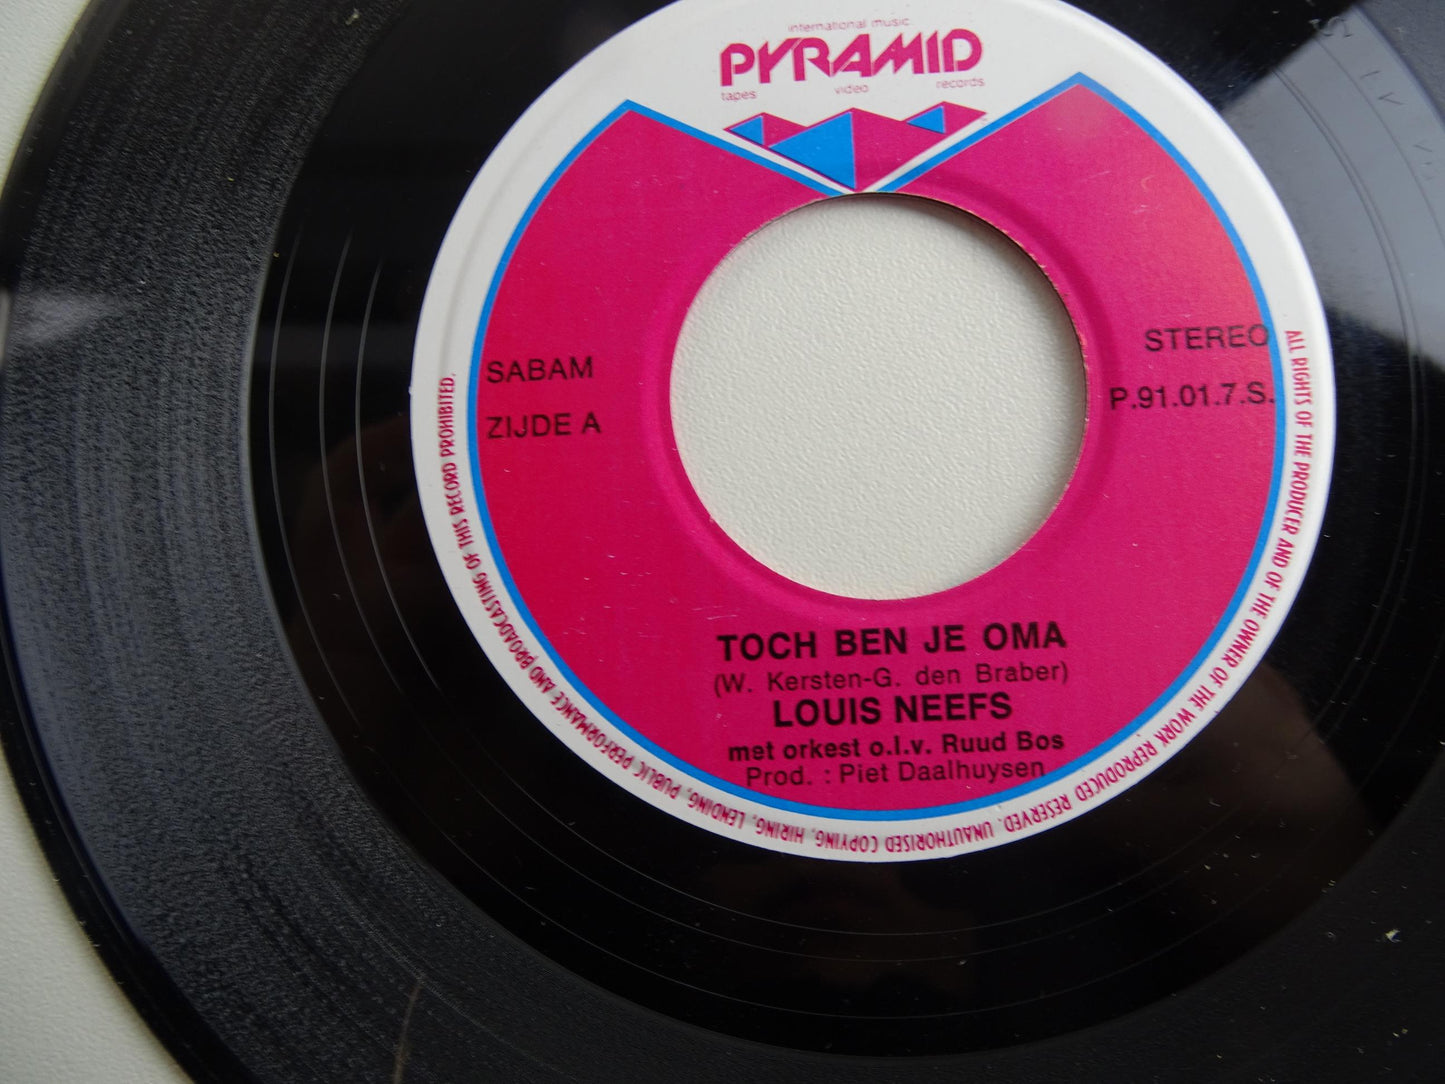 international music
PYRAMID
tapes video records
SABAM
ZIJDE A
STEREO
P.91.01.7.S.
TOCH BEN JE OMA
(W. Kersten-G. den Braber)
LOUIS NEEFS
met orkest o.l.v. Ruud Bos
Prod. : Piet Daalhuysen
ALL RIGHTS OF THE PRODUCER AND OF THE OWNER OF THE WORK REPRODUCED RESERVED. UNAUTHORISED COPYING, HIRING, LENDING, PUBLIC PERFORMANCE AND BROADCASTING OF THIS RECORD PROHIBITED.